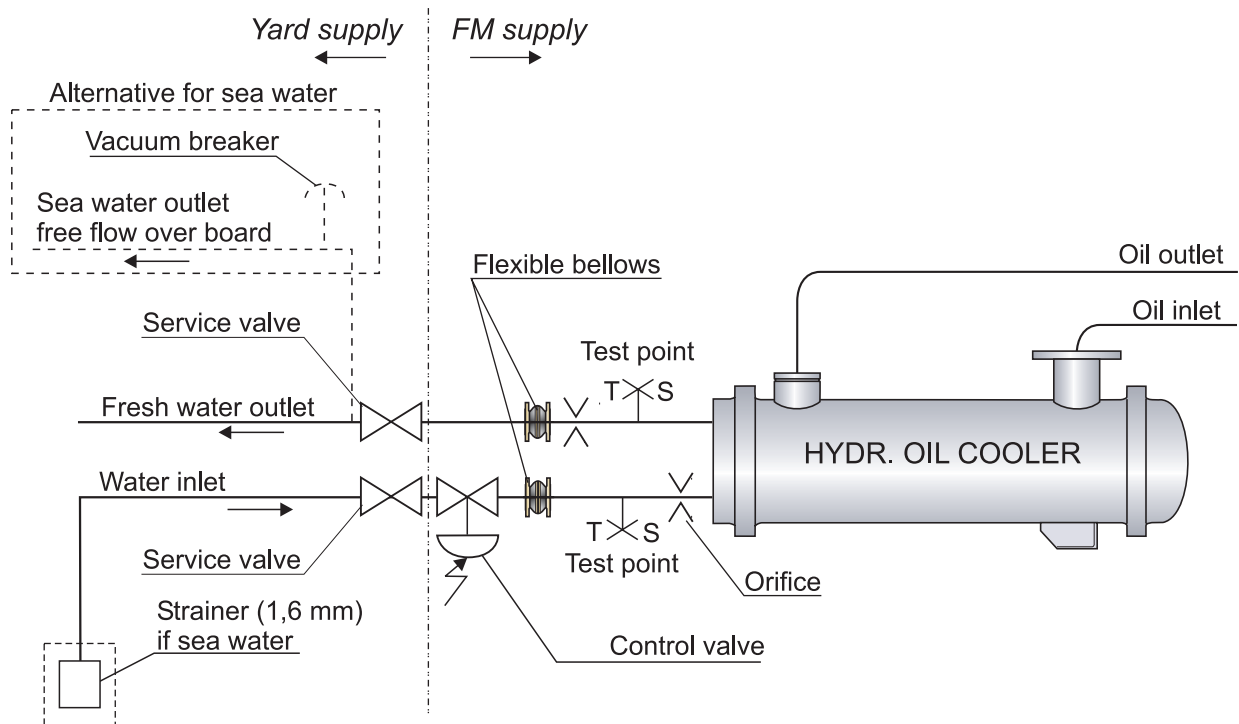 Yard supply
FM supply
Alternative for sea water
Vacuum breaker
Sea water outlet
free flow over board
Flexible bellows
Oil outlet
Oil inlet
Service valve
Test point
T S
Fresh water outlet
HYDR. OIL COOLER
Water inlet
T S
Test point
Service valve
Orifice
Strainer (1,6 mm)
if sea water
Control valve